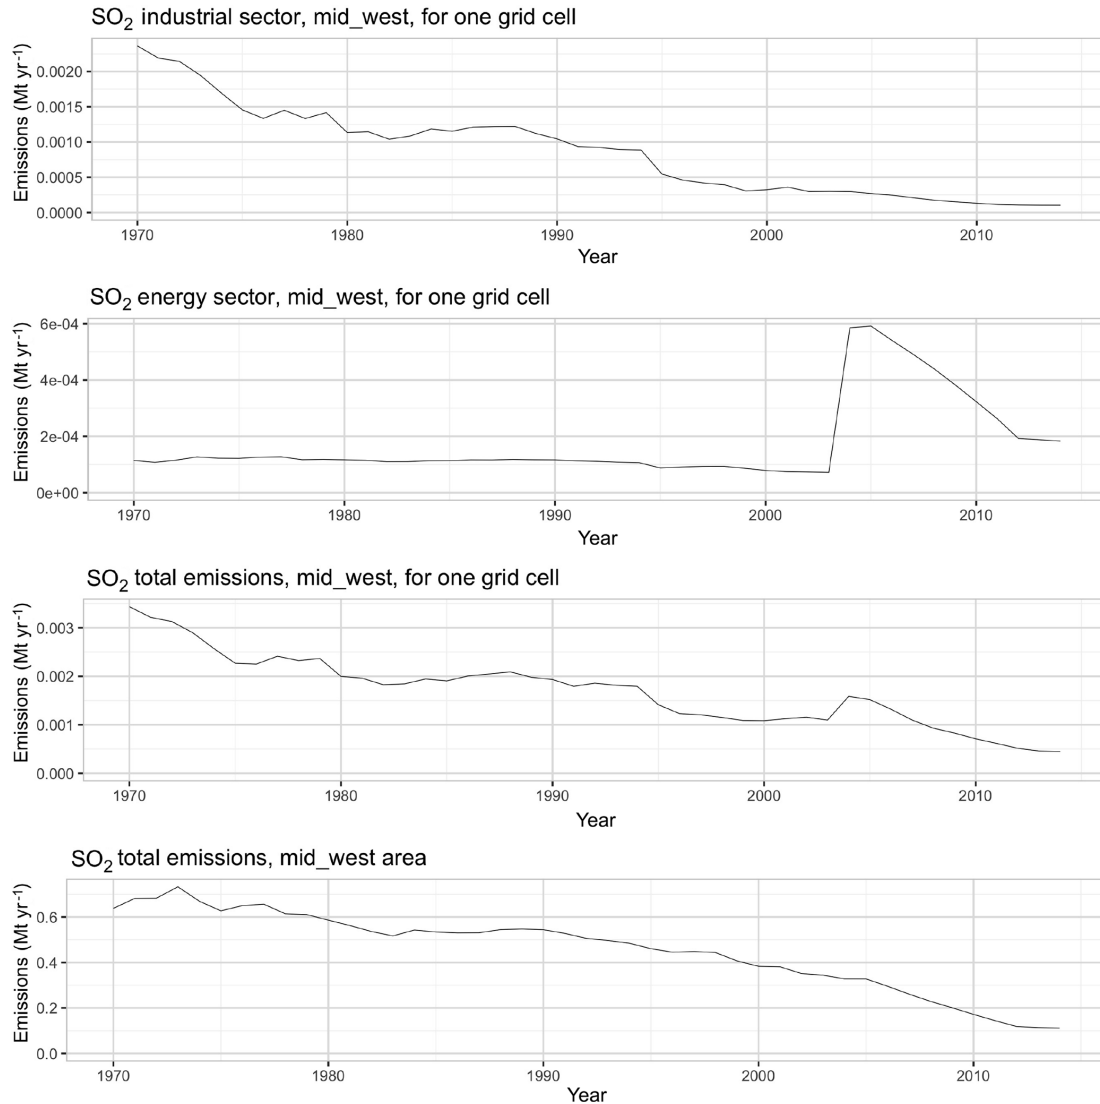 SO₂ industrial sector, mid_west, for one grid cell
Emissions (Mt yr⁻¹)
0.0020
0.0015
0.0010
0.0005
0.0000
1970 1980 1990 2000 2010
Year
SO₂ energy sector, mid_west, for one grid cell
Emissions (Mt yr⁻¹)
6e-04
4e-04
2e-04
0e+00
1970 1980 1990 2000 2010
Year
SO₂ total emissions, mid_west, for one grid cell
Emissions (Mt yr⁻¹)
0.003
0.002
0.001
0.000
1970 1980 1990 2000 2010
Year
SO₂ total emissions, mid_west area
Emissions (Mt yr⁻¹)
0.6
0.4
0.2
0.0
1970 1980 1990 2000 2010
Year